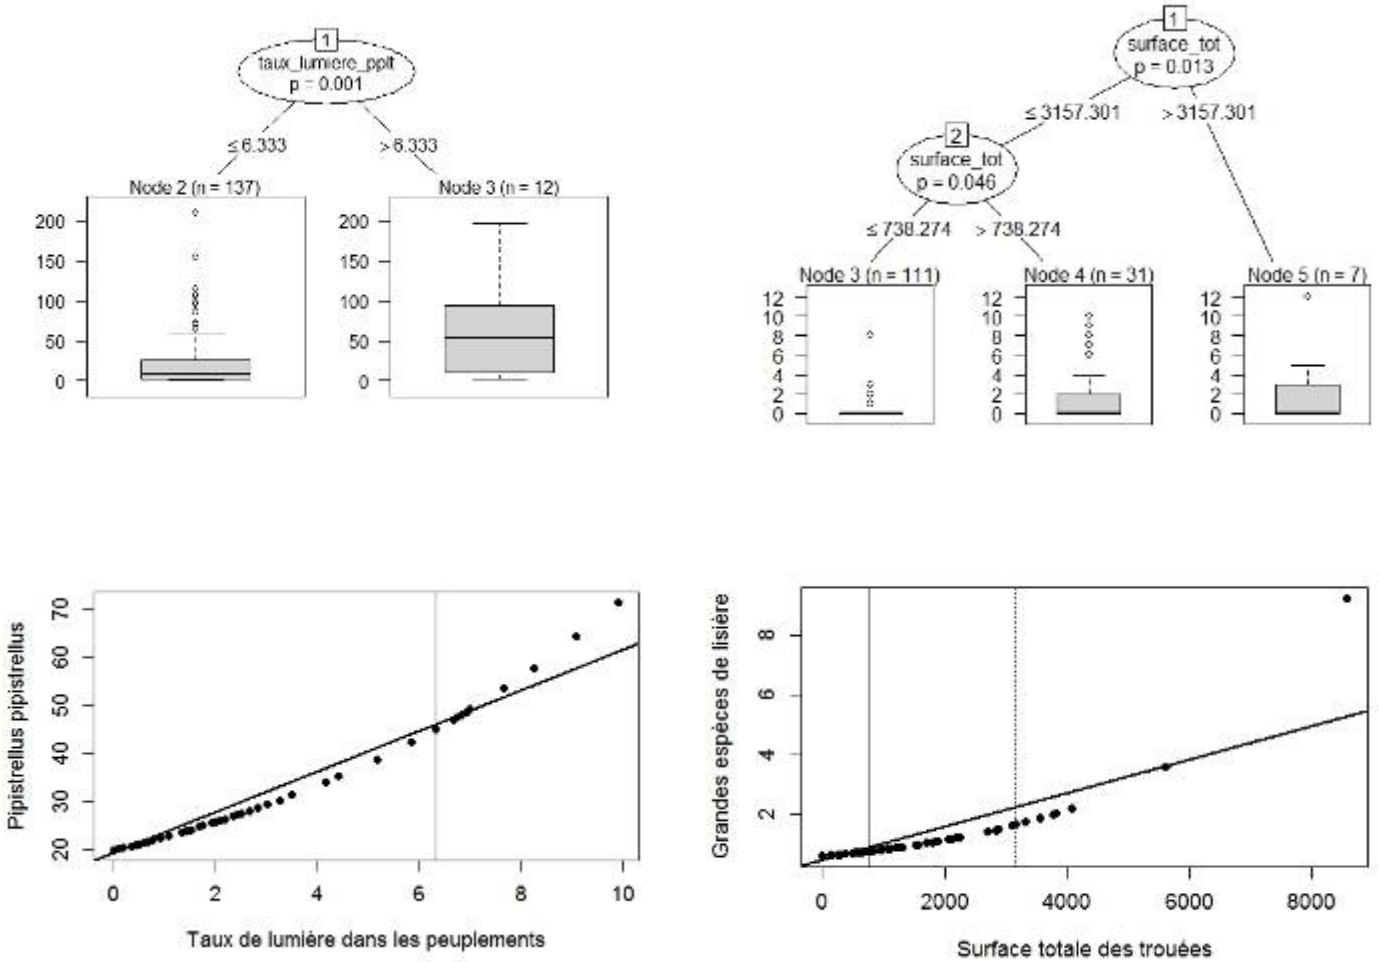 1
taux_lumiere_pplt
p = 0.001
≤ 6.333
> 6.333
Node 2 (n = 137)
Node 3 (n = 12)
200
150
100
50
0
200
150
100
50
0
1
surface_tot
p = 0.013
≤ 3157.301
> 3157.301
2
surface_tot
p = 0.046
≤ 738.274
> 738.274
Node 3 (n = 111)
Node 4 (n = 31)
Node 5 (n = 7)
12
10
8
6
4
2
0
12
10
8
6
4
2
0
12
10
8
6
4
2
0
Pipistrellus pipistrellus
70
60
50
40
30
20
0 2 4 6 8 10
Taux de lumière dans les peuplements
Grandes espèces de lisière
8
6
4
2
0 2000 4000 6000 8000
Surface totale des trouées